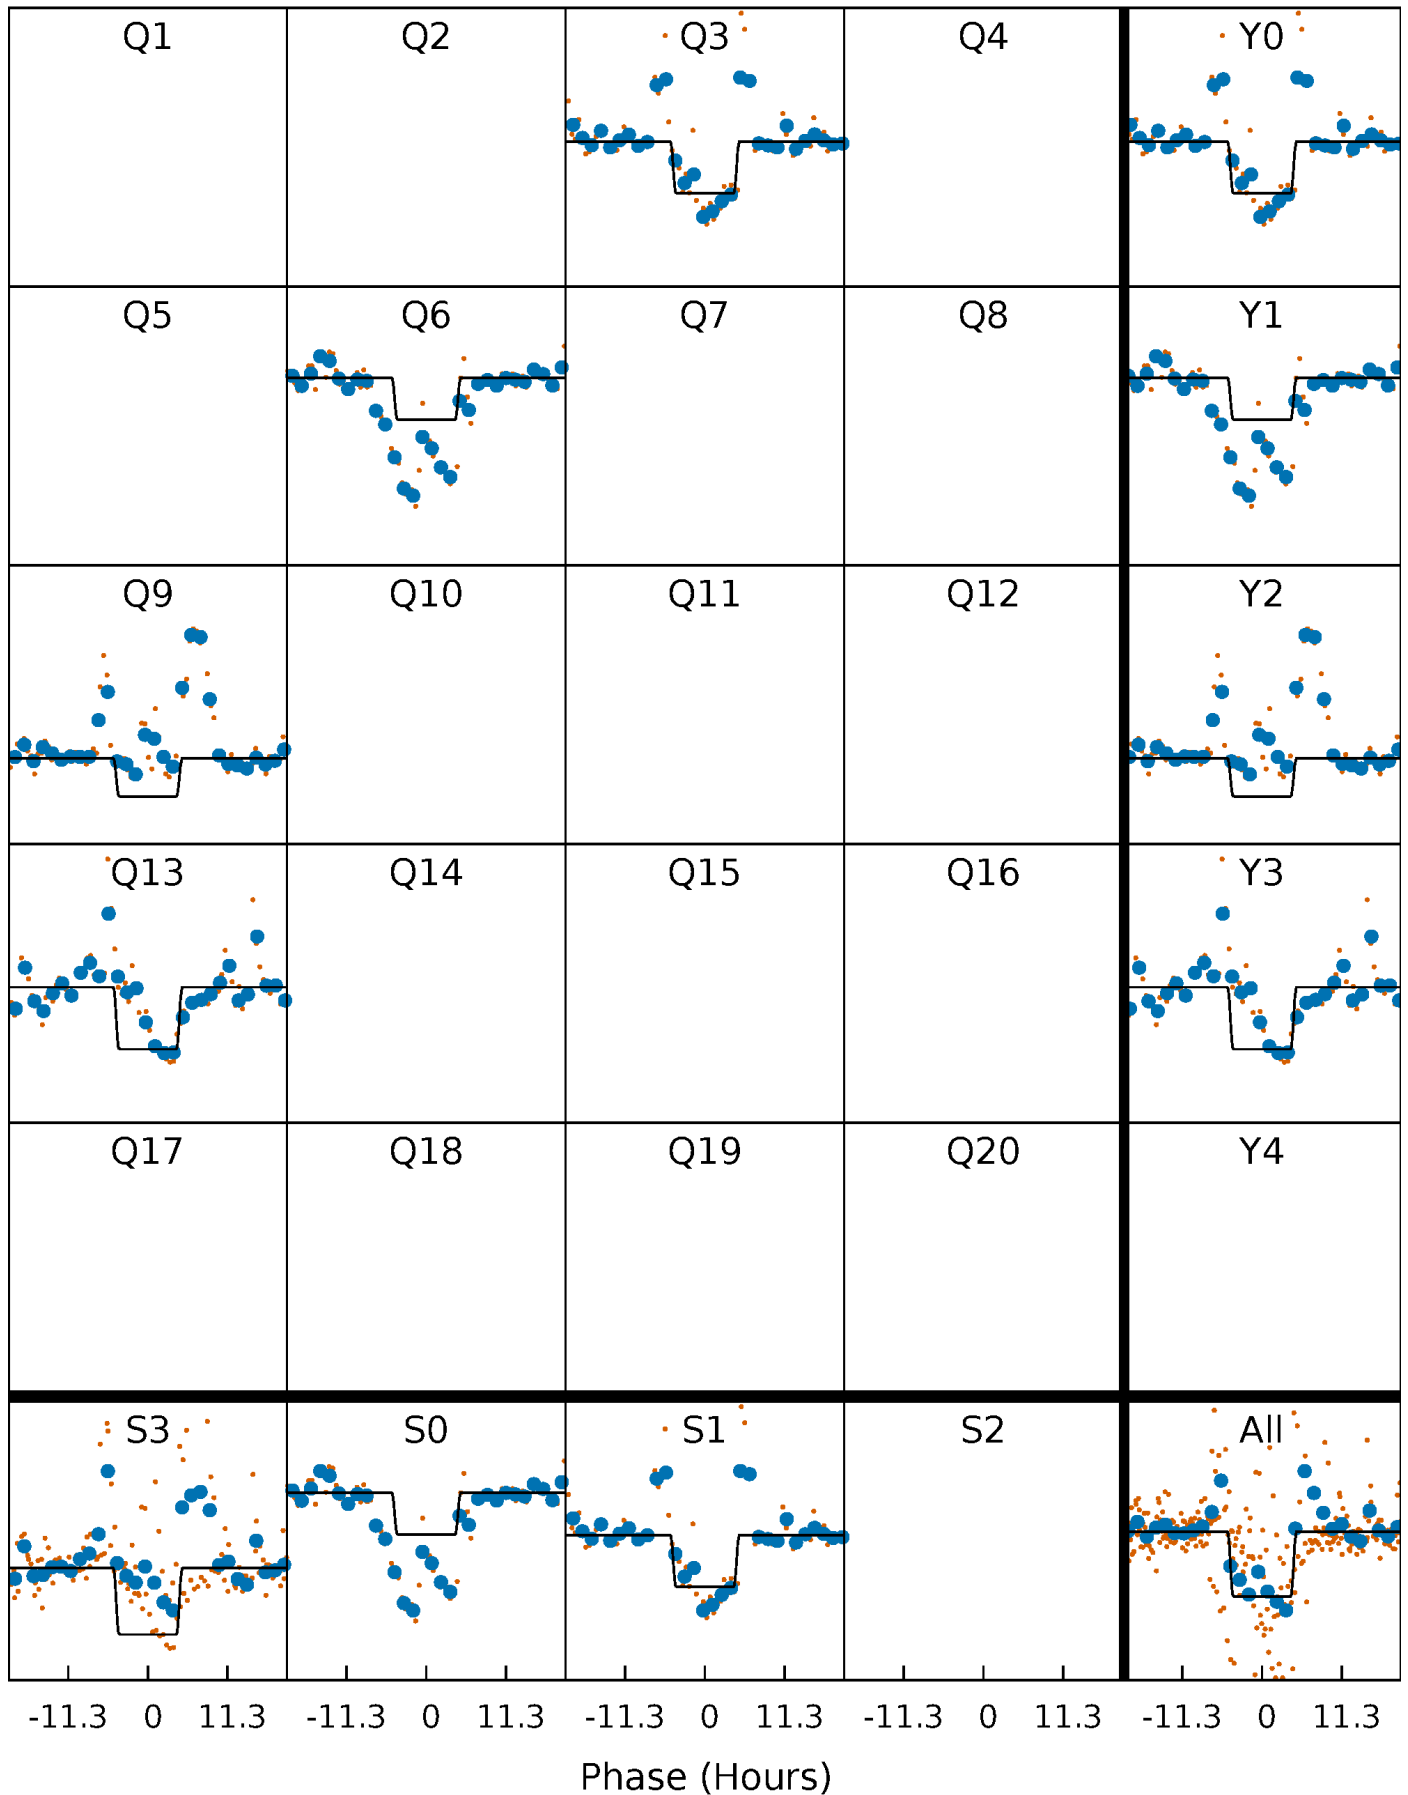 Q1 Q2 Q3 Q4 Y0
Q5 Q6 Q7 Q8 Y1
Q9 Q10 Q11 Q12 Y2
Q13 Q14 Q15 Q16 Y3
Q17 Q18 Q19 Q20 Y4
S3 S0 S1 S2 All
-11.3 0 11.3 -11.3 0 11.3 -11.3 0 11.3 -11.3 0 11.3 -11.3 0 11.3
Phase (Hours)